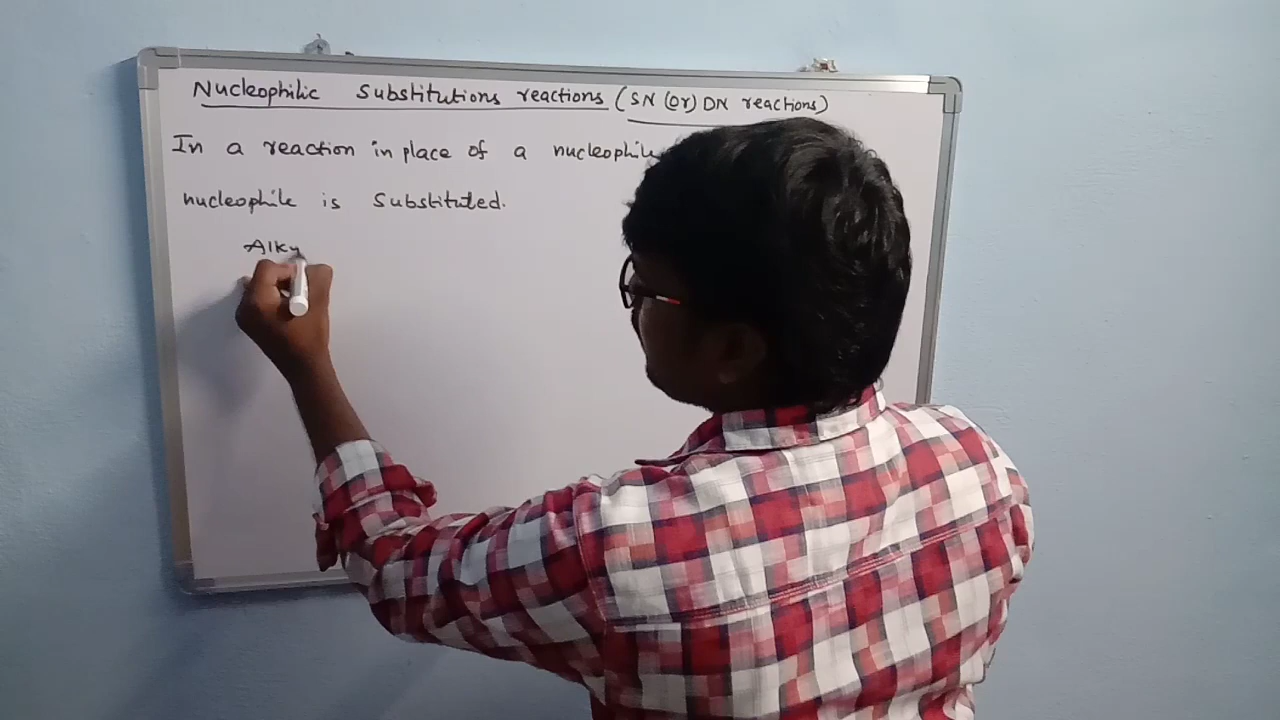 Nucleophilic Substitutions reactions (SN (or) DN reactions)
In a reaction in place of a nucleophile
nucleophile is Substituted.
Alky